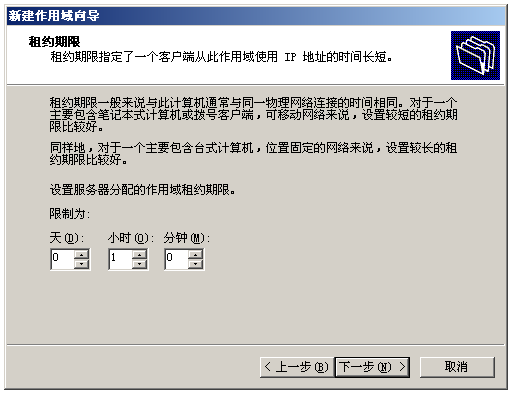 新建作用域向导
租约期限
租约期限指定了一个客户端从此作用域使用 IP 地址的时间长短。
租约期限一般来说与此计算机通常与同一物理网络连接的时间相同。对于一个
主要包含笔记本式计算机或拨号客户端，可移动网络来说，设置较短的租约期
限比较好。
同样地，对于一个主要包含台式计算机，位置固定的网络来说，设置较长的租
约期限比较好。
设置服务器分配的作用域租约期限。
限制为:
天(D): 小时(O): 分钟(M):
0 1 0
< 上一步(B) 下一步(N) > 取消